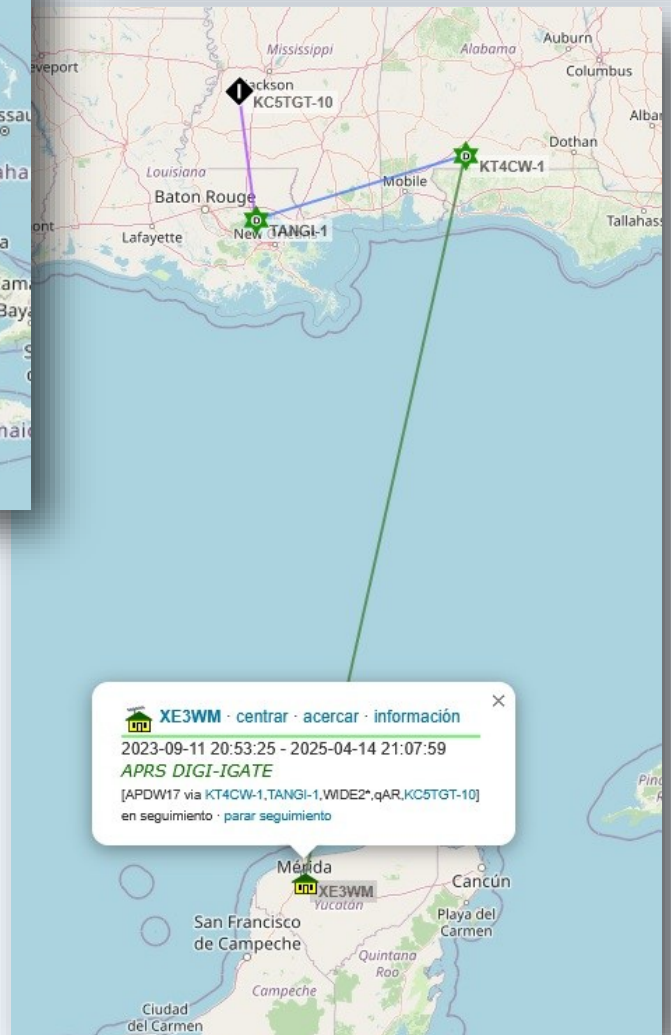 Mississippi
Alabama
Auburn
Columbus
KC5TGT-10
Dothan
KT4CW-1
Louisiana
Baton Rouge
Mobile
Lafayette
TANGI-1
XE3WM · centrar · acercar · información
×
2023-09-11 20:53:25 - 2025-04-14 21:07:59
APRS DIGI-IGATE
[APDW17 via KT4CW-1,TANGI-1,WIDE2*,qAR,KC5TGT-10]
en seguimiento · parar seguimiento
Mérida
XE3WM
Cancún
Yucatán
Playa del
Carmen
San Francisco
de Campeche
Quintana
Roo
Campeche
Ciudad
del Carmen